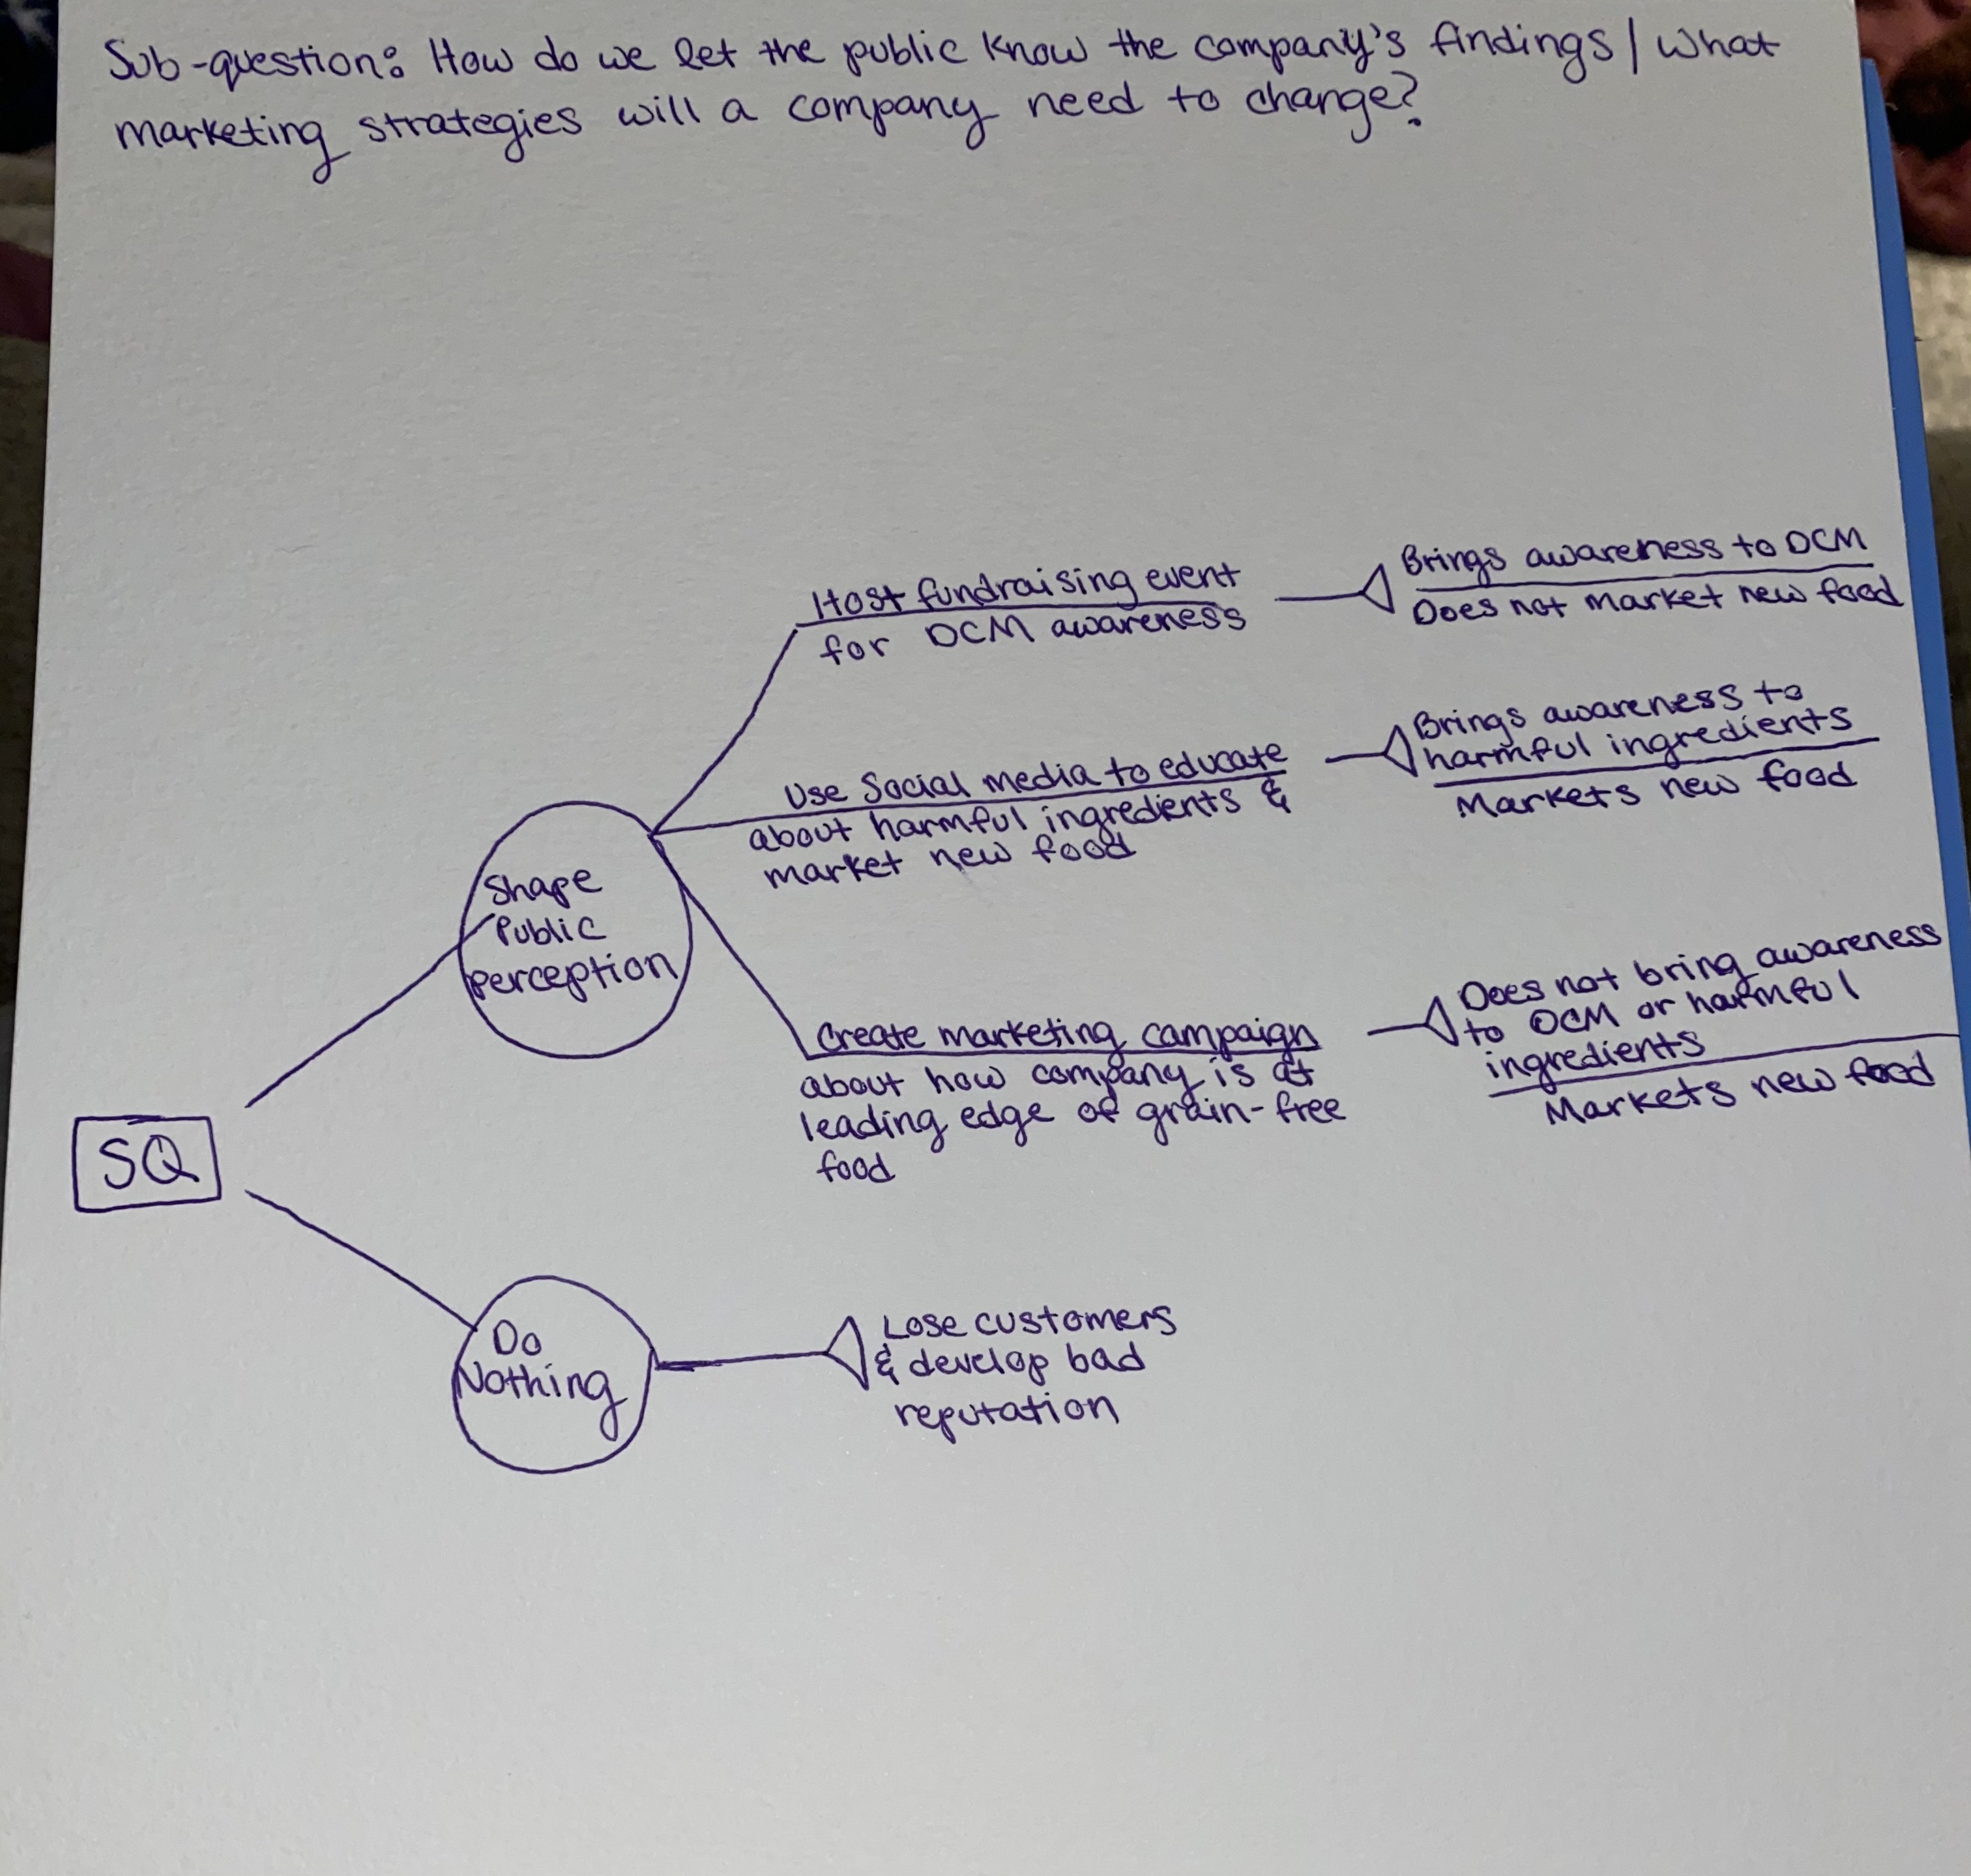 Sub-question: How do we let the public know the company's findings / what
marketing strategies will a company need to change?
Host fundraising event
for DCM awareness
Brings awareness to DCM
Does not market new food
Use Social media to educate
about harmful ingredients &
market new food
Brings awareness to
harmful ingredients
Markets new food
Shape
Public
perception
Create marketing campaign
about how company is at
leading edge of grain-free
food
Does not bring awareness
to DCM or harmful
ingredients
Markets new food
SQ
Do
Nothing
Lose customers
& develop bad
reputation